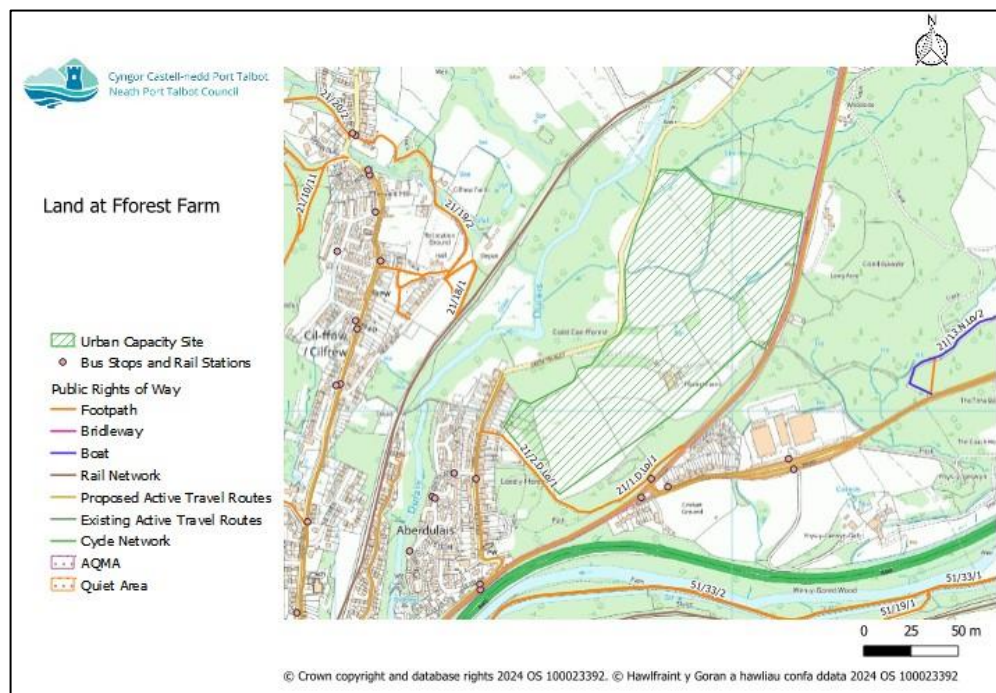 N
Cyngor Castell-nedd Port Talbot
Neath Port Talbot Council
Land at Fforest Farm
Urban Capacity Site
Bus Stops and Rail Stations
Public Rights of Way
Footpath
Bridleway
Boat
Rail Network
Proposed Active Travel Routes
Existing Active Travel Routes
Cycle Network
AQMA
Quiet Area
21/20/2
21/10/11
21/19/2
21/18/1
Cil-ffriw
/ Cilfrew
Dulais
Aberdulais
21/2.D.Lo/1
21/1.D.Lo/1
21/13.N.Lo/2
Cricket
Ground
51/33/2
51/33/1
51/19/1
0 25 50 m
© Crown copyright and database rights 2024 OS 100023392. © Hawlfraint y Goran a hawliau confa ddata 2024 OS 100023392